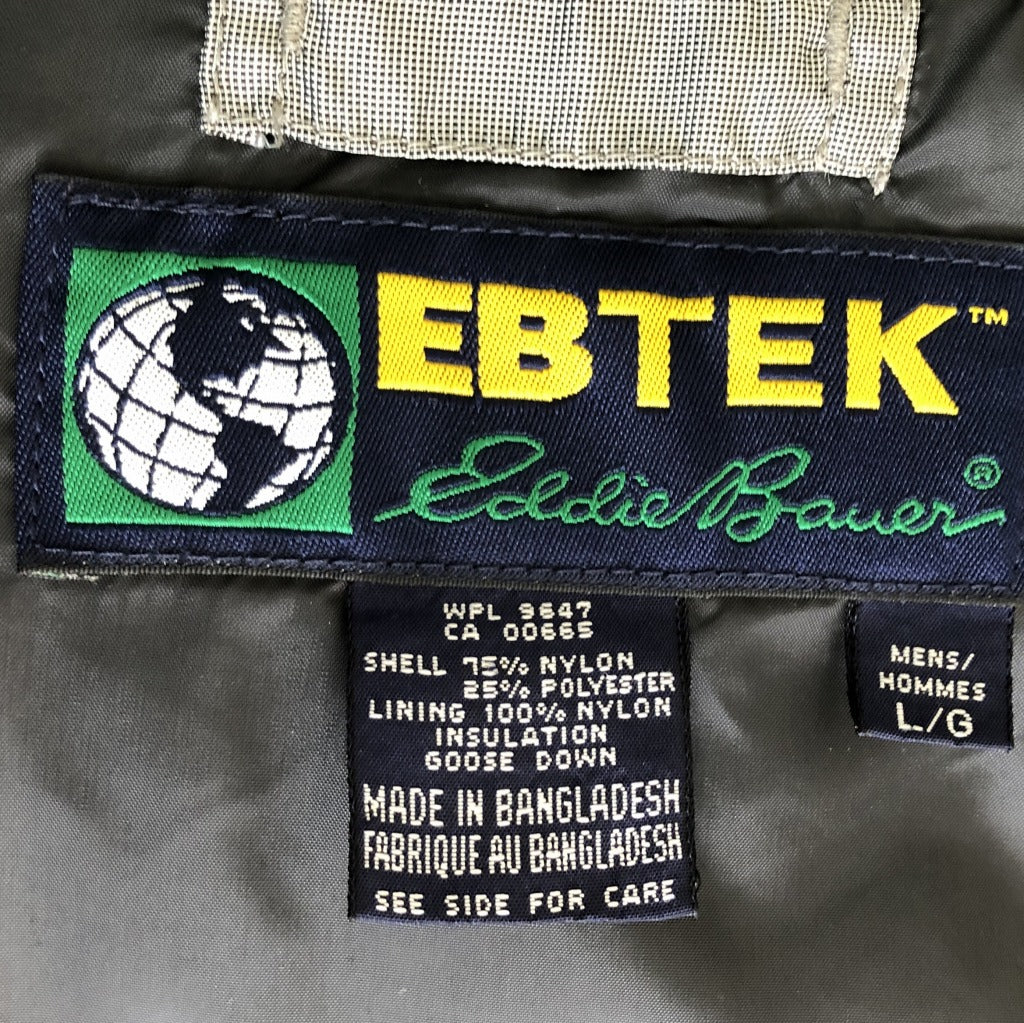 EBTEK™
Eddie Bauer®
WPL 9647
CA 00665
SHELL 75% NYLON
25% POLYESTER
LINING 100% NYLON
INSULATION
GOOSE DOWN
MADE IN BANGLADESH
FABRIQUE AU BANGLADESH
SEE SIDE FOR CARE
MENS/
HOMMES
L/G